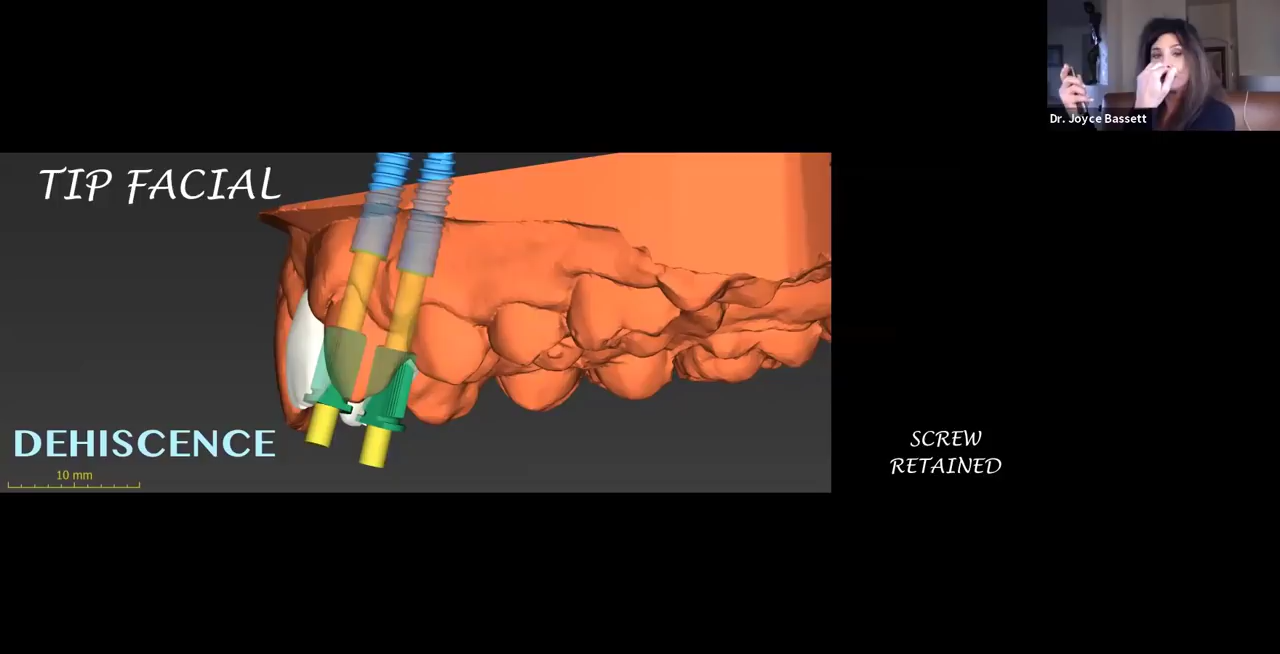 Dr. Joyce Bassett
TIP FACIAL
DEHISCENCE
10 mm
SCREW
RETAINED